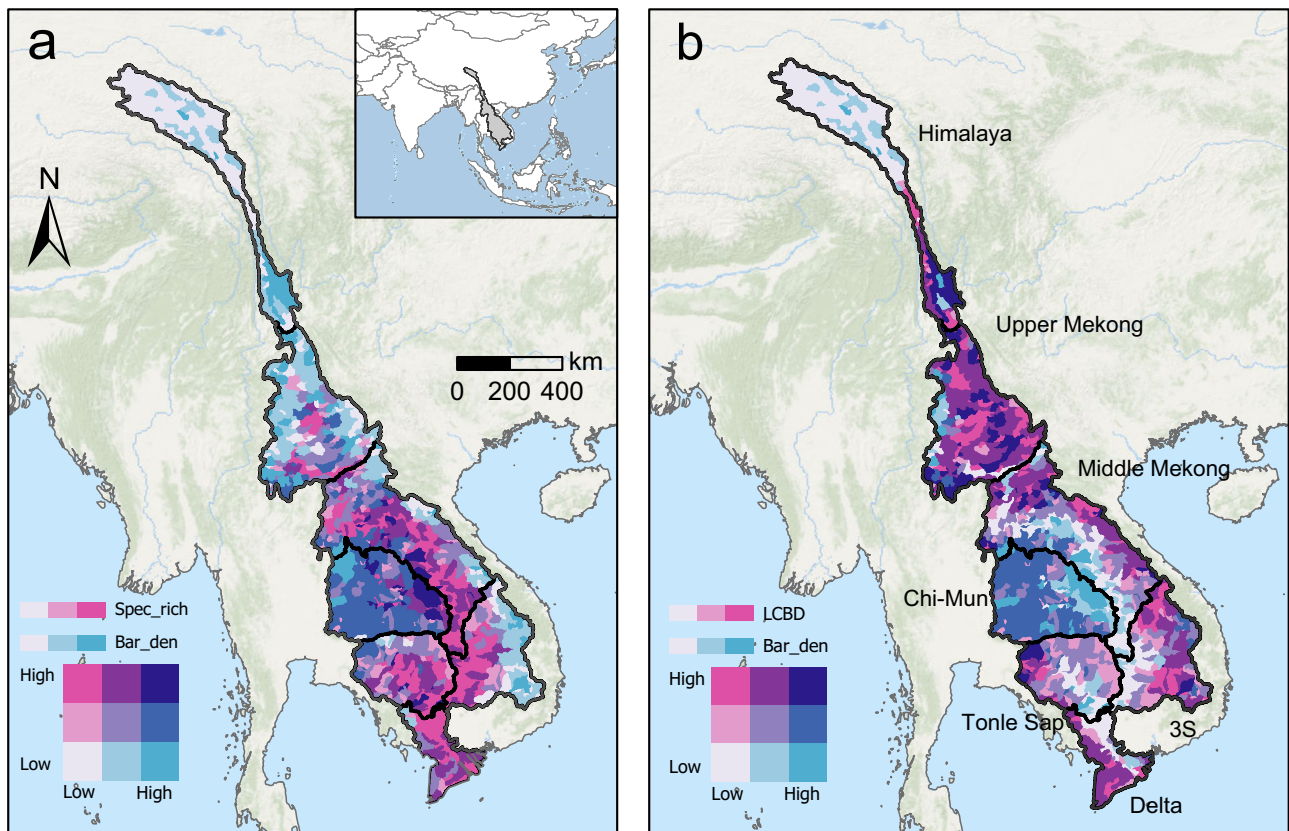 a
N
km
0 200 400
Spec_rich
Bar_den
High
Low
Low High
b
Himalaya
Upper Mekong
Middle Mekong
Chi-Mun
Tonle Sap
3S
Delta
LCBD
Bar_den
High
Low
Low High